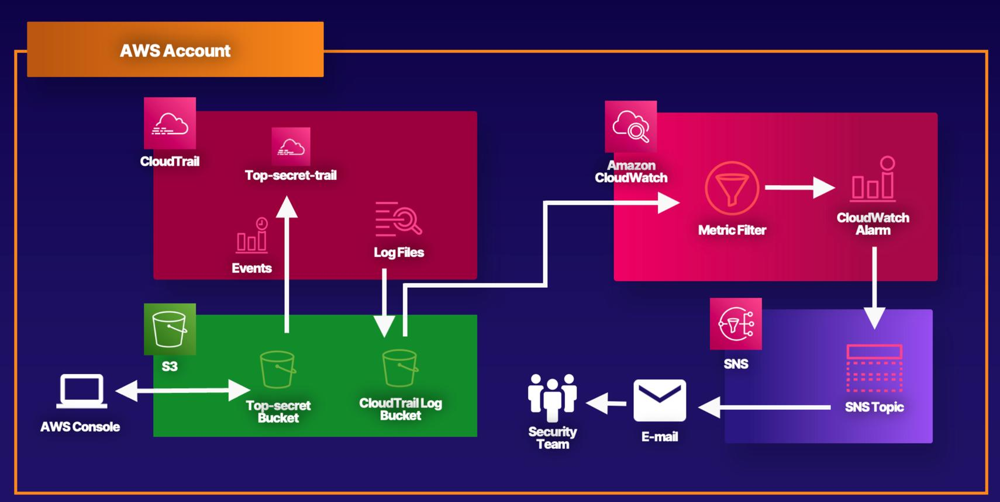 AWS Account
CloudTrail
Top-secret-trail
Events
Log Files
Amazon
CloudWatch
Metric Filter
CloudWatch
Alarm
S3
Top-secret
Bucket
CloudTrail Log
Bucket
AWS Console
Security
Team
E-mail
SNS
SNS Topic